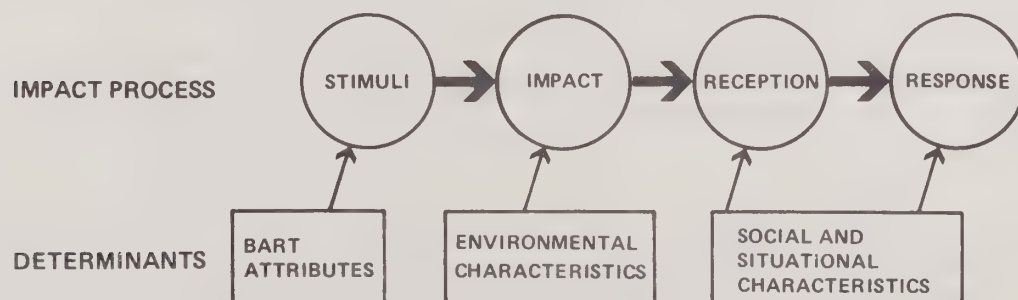 IMPACT PROCESS
STIMULI
IMPACT
RECEPTION
RESPONSE
DETERMINANTS
BART
ATTRIBUTES
ENVIRONMENTAL
CHARACTERISTICS
SOCIAL AND
SITUATIONAL
CHARACTERISTICS